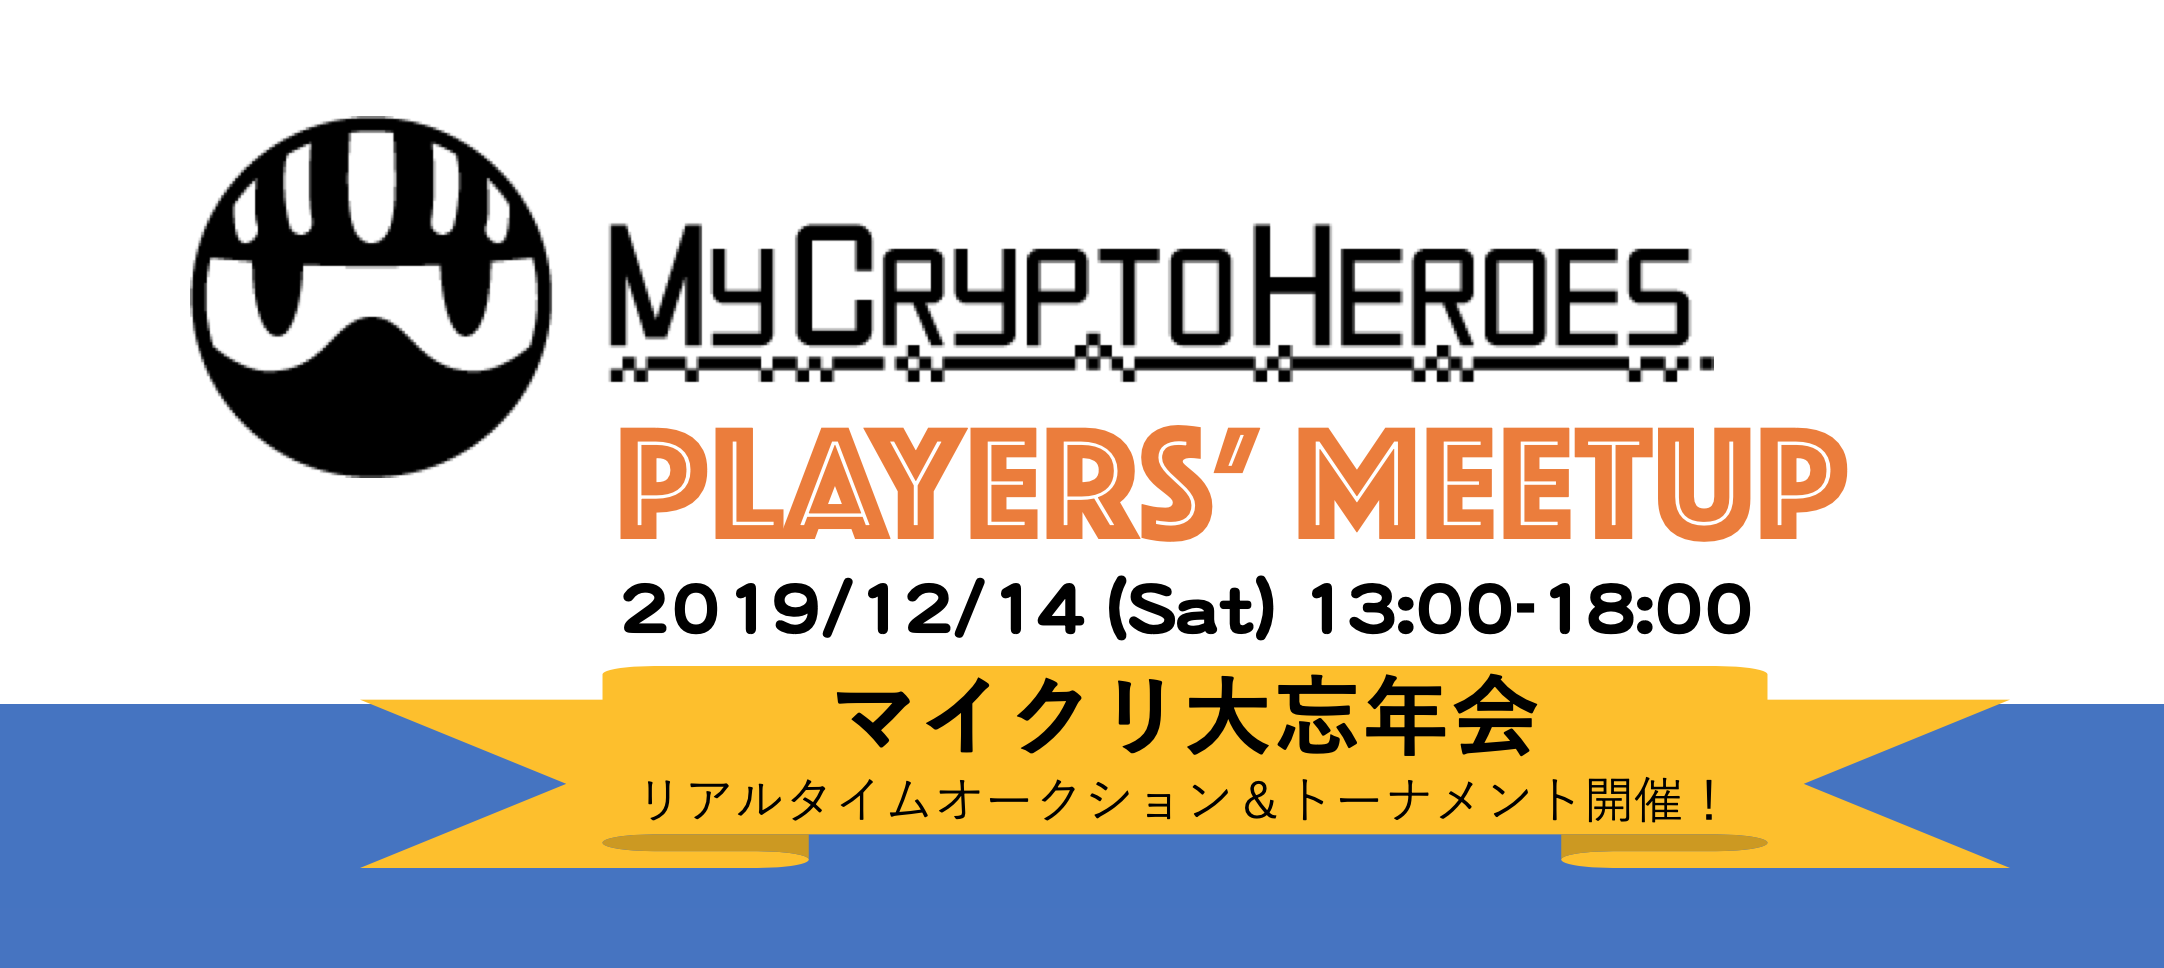 MyCryptoHeroes
PLAYERS’ MEETUP
2019/12/14 (Sat) 13:00-18:00
マイクリ大忘年会
リアルタイムオークション＆トーナメント開催！